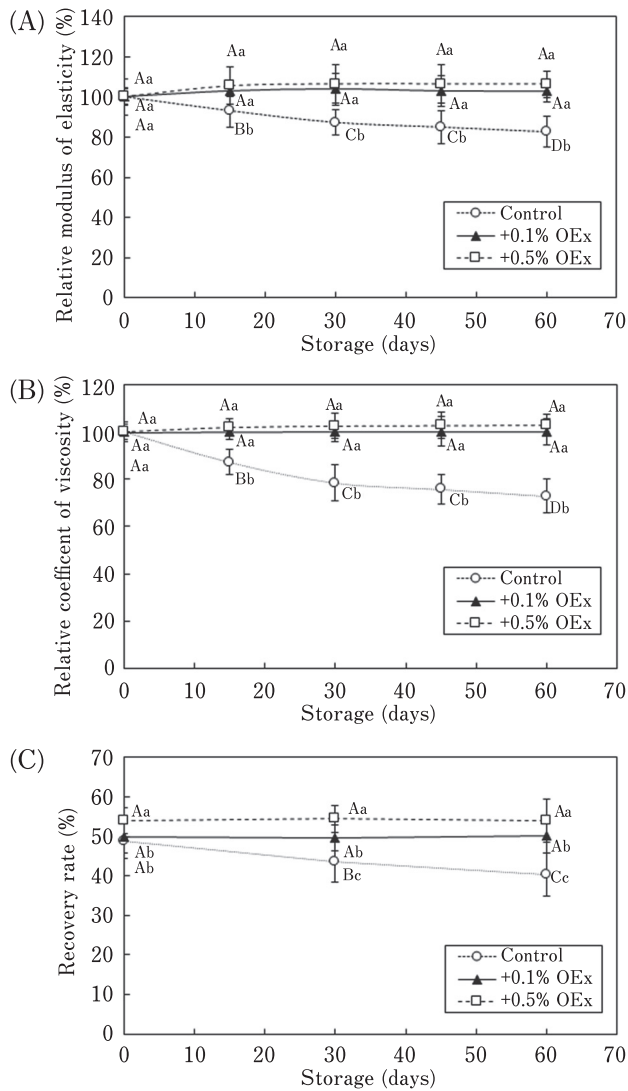 (A)
Relative modulus of elasticity (%)
140
120
100
80
60
40
20
0
Aa
Aa
Aa
Aa
Aa
Bb
Aa
Aa
Cb
Aa
Aa
Cb
Aa
Aa
Db
Control
+0.1% OEx
+0.5% OEx
0 10 20 30 40 50 60 70
Storage (days)
(B)
Relative coefficent of viscosity (%)
120
100
80
60
40
20
0
Aa
Aa
Aa
Aa
Aa
Bb
Aa
Aa
Cb
Aa
Aa
Cb
Aa
Aa
Db
Control
+0.1% OEx
+0.5% OEx
0 10 20 30 40 50 60 70
Storage (days)
(C)
Recovery rate (%)
70
60
50
40
30
20
10
0
Aa
Ab
Ab
Aa
Ab
Bc
Aa
Ab
Cc
Control
+0.1% OEx
+0.5% OEx
0 10 20 30 40 50 60 70
Storage (days)